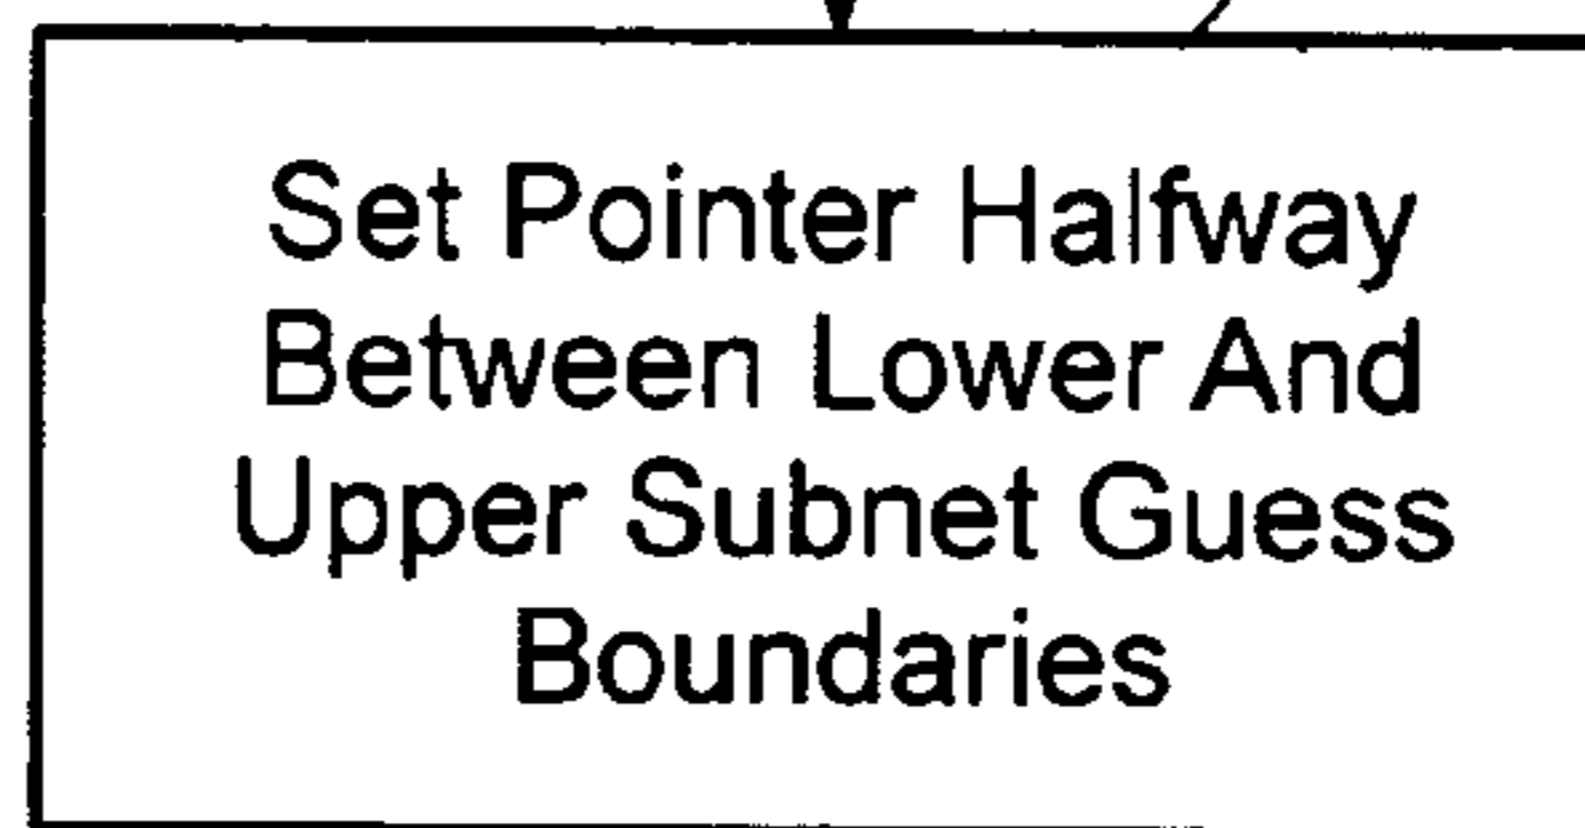 Set Pointer Halfway
Between Lower And
Upper Subnet Guess
Boundaries